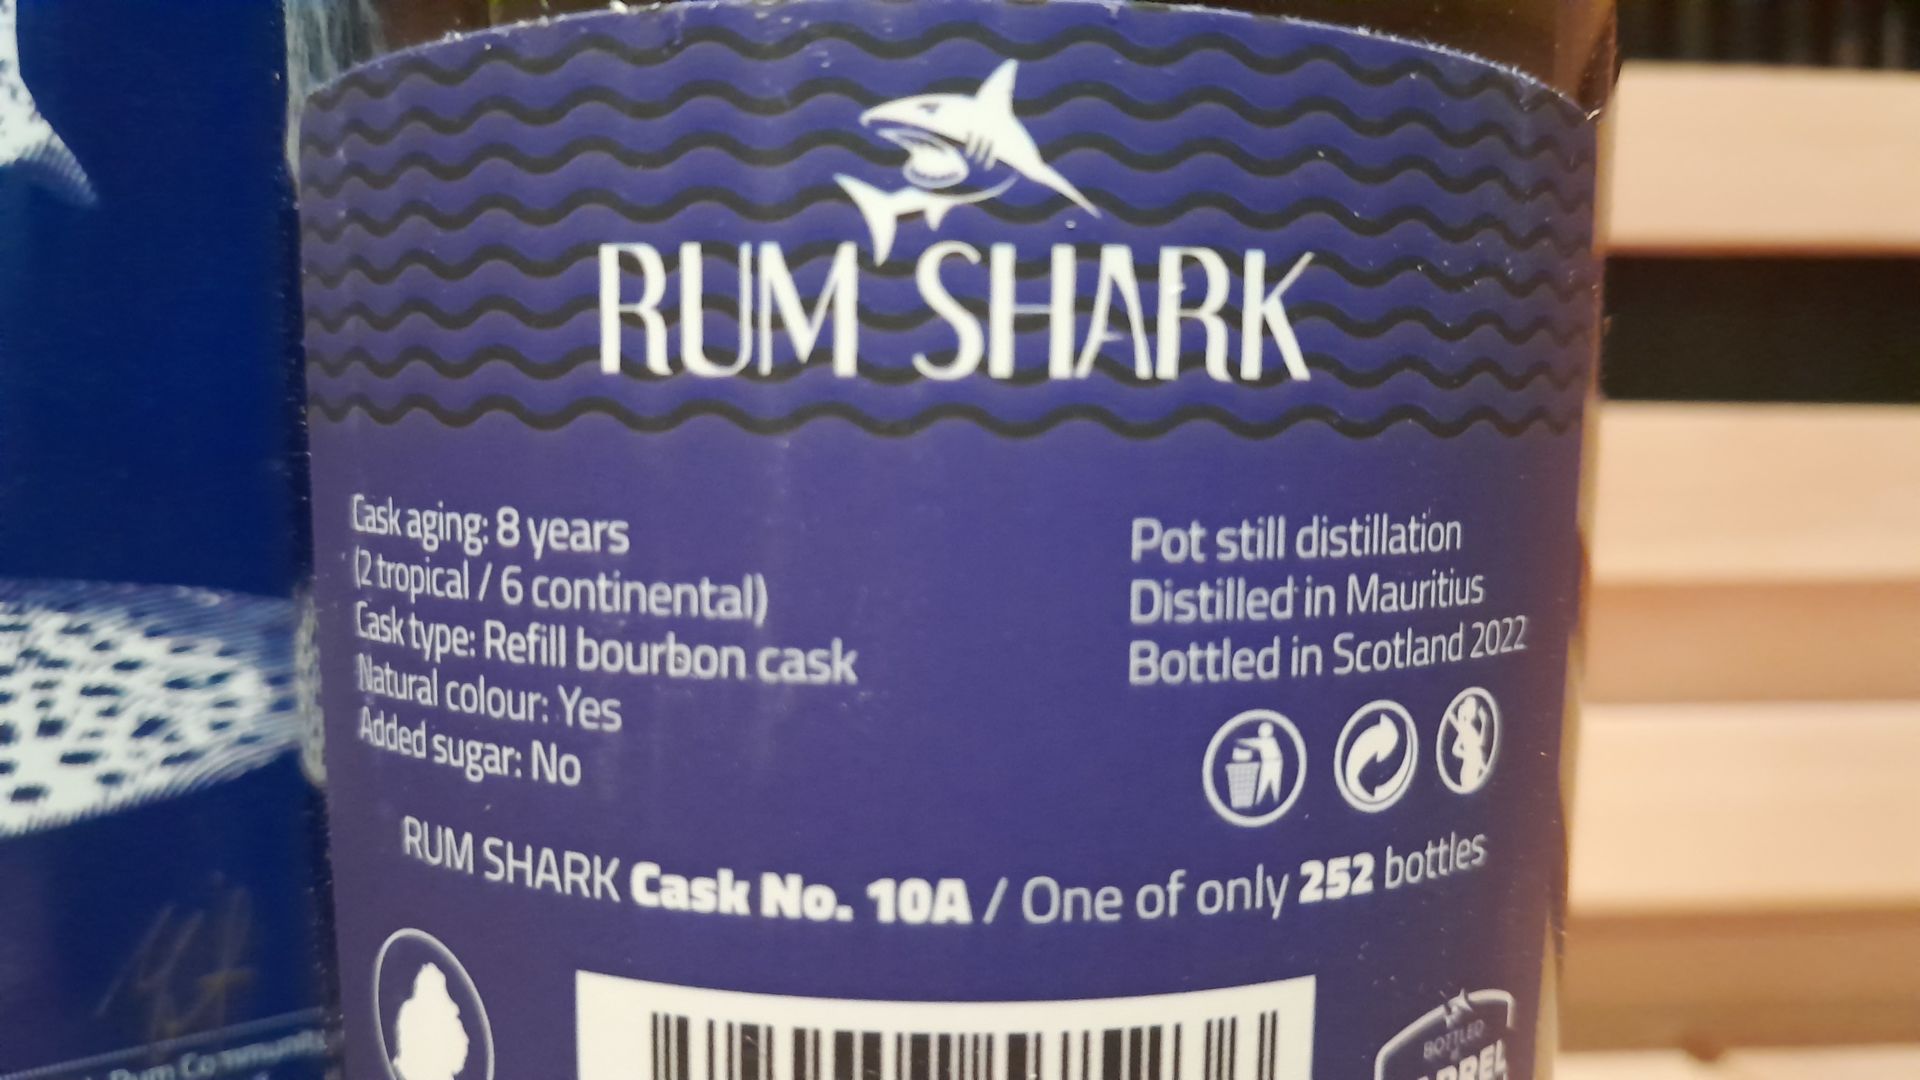 RUM SHARK
Cask aging: 8 years
(2 tropical / 6 continental)
Cask type: Refill bourbon cask
Natural colour: Yes
Added sugar: No
Pot still distillation
Distilled in Mauritius
Bottled in Scotland 2022
RUM SHARK Cask No. 10A / One of only 252 bottles
BOTTLED
Rum